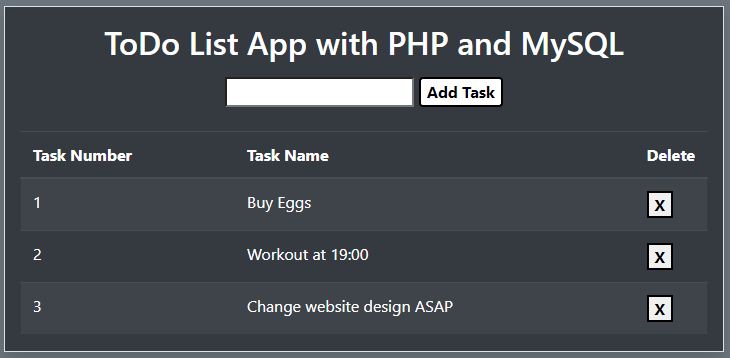 ToDo List App with PHP and MySQL
Add Task
Task Number Task Name Delete
1 Buy Eggs X
2 Workout at 19:00 X
3 Change website design ASAP X